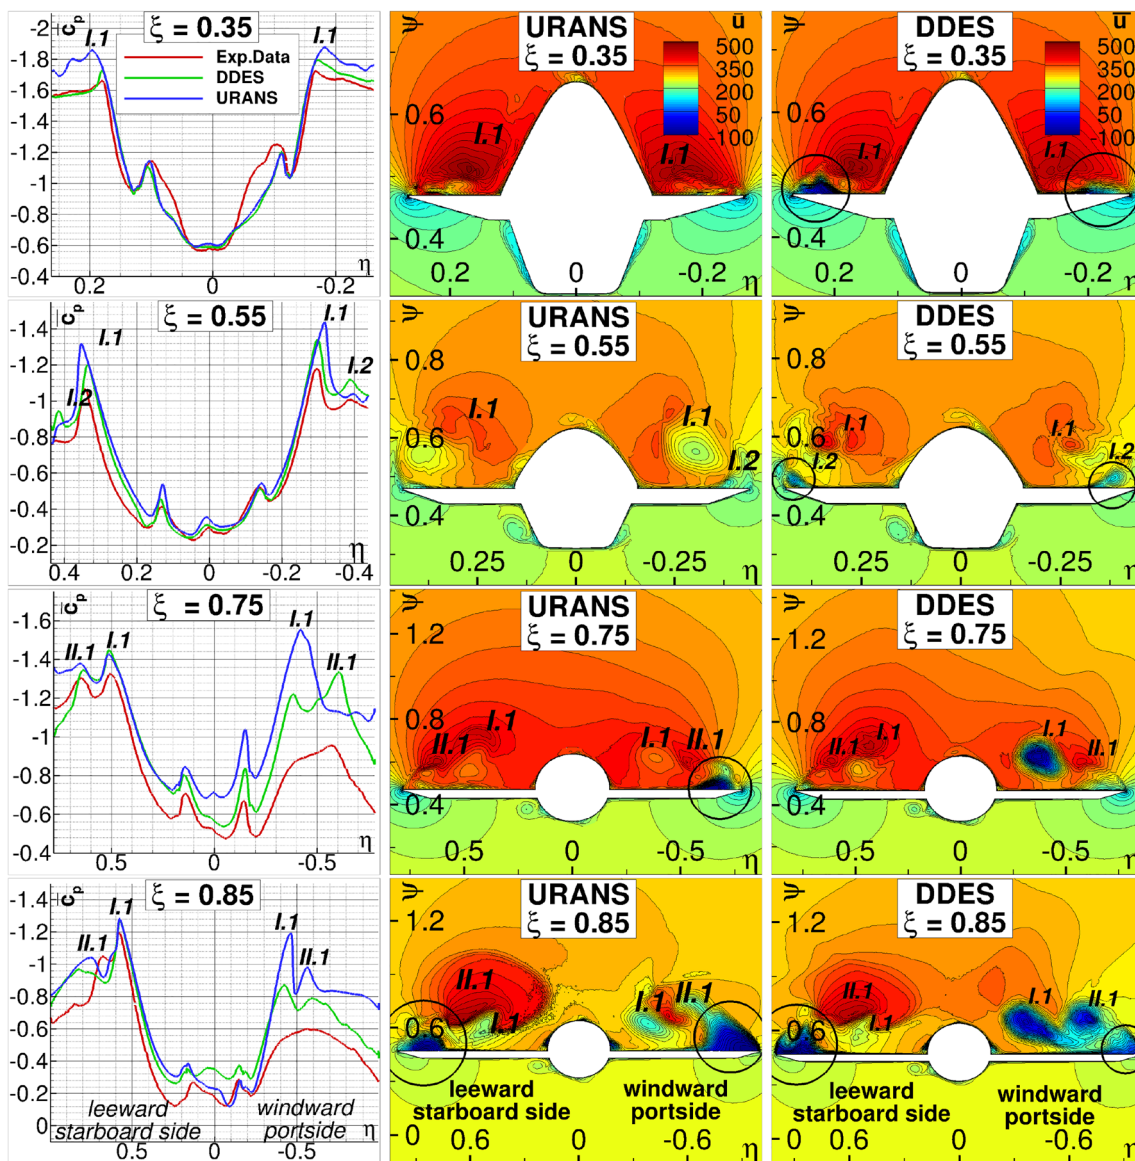 c̄p
ξ = 0.35
I.1
I.1
Exp.Data
DDES
URANS
-2
-1.8
-1.6
-1.4
-1.2
-1
-0.8
-0.6
-0.4
0.2
0
-0.2
η
ψ
URANS
ξ = 0.35
ū
500
350
200
50
-100
0.6
I.1
I.1
0.4
0.2
0
-0.2
η
ψ
DDES
ξ = 0.35
ū
500
350
200
50
-100
0.6
I.1
I.1
0.4
0.2
0
-0.2
η
c̄p
ξ = 0.55
-1.4
-1.2
-1
-0.8
-0.6
-0.4
-0.2
I.1
I.2
I.1
I.2
0.4
0.2
0
-0.2
-0.4
η
ψ
URANS
ξ = 0.55
0.8
0.6
0.4
I.1
I.1
I.2
0.25
0
-0.25
η
ψ
DDES
ξ = 0.55
0.8
0.6
0.4
I.1
I.2
I.1
I.2
0.25
0
-0.25
η
c̄p
ξ = 0.75
-1.6
-1.4
-1.2
-1
-0.8
-0.6
-0.4
II.1
I.1
I.1
II.1
0.5
0
-0.5
η
ψ
URANS
ξ = 0.75
1.2
0.8
0.4
II.1
I.1
I.1
II.1
0.5
0
-0.5
η
ψ
DDES
ξ = 0.75
1.2
0.8
0.4
II.1
I.1
I.1
II.1
0.5
0
-0.5
η
c̄p
ξ = 0.85
-1.4
-1.2
-1
-0.8
-0.6
-0.4
-0.2
0
II.1
I.1
I.1
II.1
leeward
starboard side
windward
portside
0.5
0
-0.5
η
ψ
URANS
ξ = 0.85
1.2
0.6
0
II.1
I.1
I.1
II.1
leeward
starboard side
windward
portside
0.6
0
-0.6
η
ψ
DDES
ξ = 0.85
1.2
0.6
0
II.1
I.1
I.1
II.1
leeward
starboard side
windward
portside
0.6
0
-0.6
η